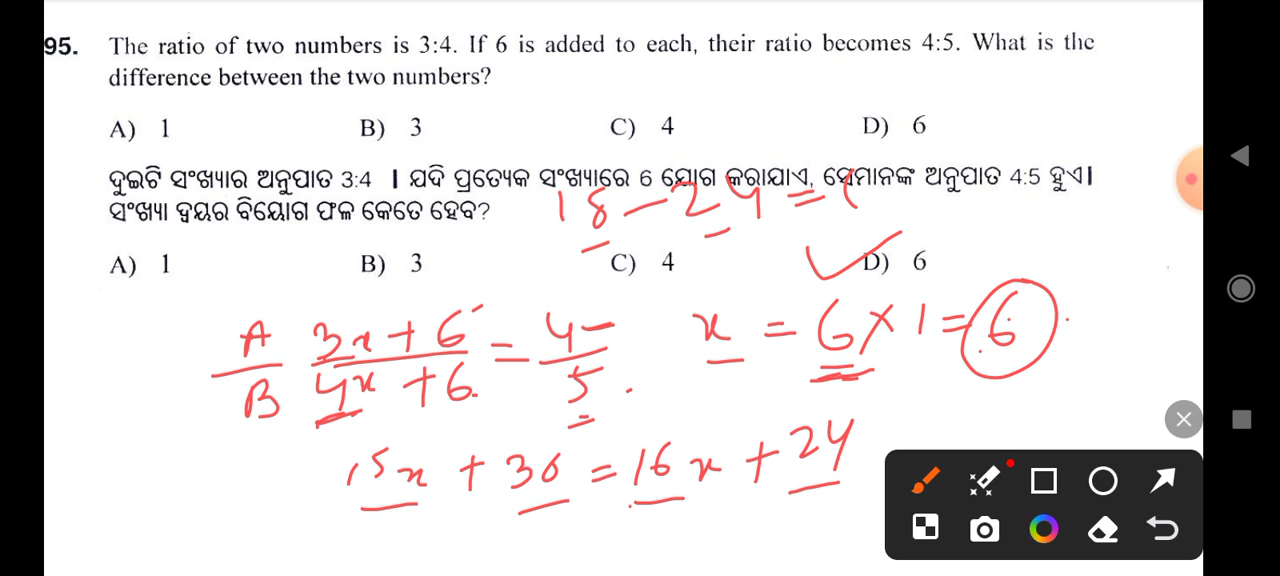 95. The ratio of two numbers is 3:4. If 6 is added to each, their ratio becomes 4:5. What is the
difference between the two numbers?
A) 1 B) 3 C) 4 D) 6
ଦୁଇଟି ସଂଖ୍ୟାର ଅନୁପାତ 3:4 । ଯଦି ପ୍ରତ୍ୟେକ ସଂଖ୍ୟାରେ 6 ଯୋଗ କରାଯାଏ, ସେମାନଙ୍କ ଅନୁପାତ 4:5 ହୁଏ।
ସଂଖ୍ୟା ଦ୍ୱୟର ବିୟୋଗ ଫଳ କେତେ ହେବ?
18 - 24 = (
A) 1 B) 3 C) 4 D) 6
A 3x + 6 = 4 x = 6 × 1 = 6
B 4x + 6 5
15x + 30 = 16x + 24